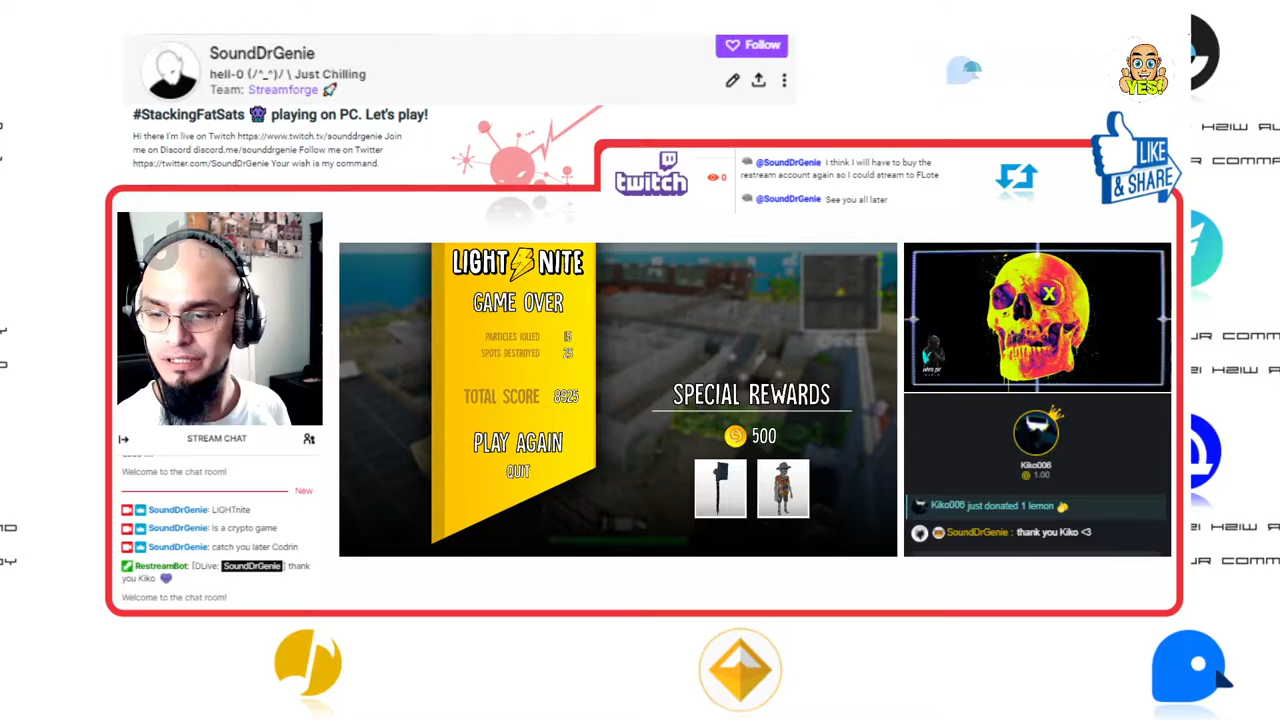 SoundDrGenie
Follow
hell-0 (/^_^)/ \ Just Chilling
Team: Streamforge
#StackingFatSats playing on PC. Let's play!
Hi there I'm live on Twitch https://www.twitch.tv/sounddrgenie Join
me on Discord discord.me/sounddrgenie Follow me on Twitter
https://twitter.com/SoundDrGenie Your wish is my command.
YES!
twitch
0
@SoundDrGenie I think I will have to buy the
restream account again so I could stream to FLote
@SoundDrGenie See you all later
LIKE
& SHARE
LIGHT NITE
GAME OVER
PARTICLES KILLED 15
SPOTS DESTROYED 25
TOTAL SCORE 8925
PLAY AGAIN
QUIT
SPECIAL REWARDS
500
STREAM CHAT
Welcome to the chat room!
New
SoundDrGenie: LIGHTnite
SoundDrGenie: Is a crypto game
SoundDrGenie: catch you later Codrin
RestreamBot: [DLive: SoundDrGenie] thank
you Kiko
Welcome to the chat room!
Kiko006
1.00
Kiko006 just donated 1 lemon
SoundDrGenie : thank you Kiko <3